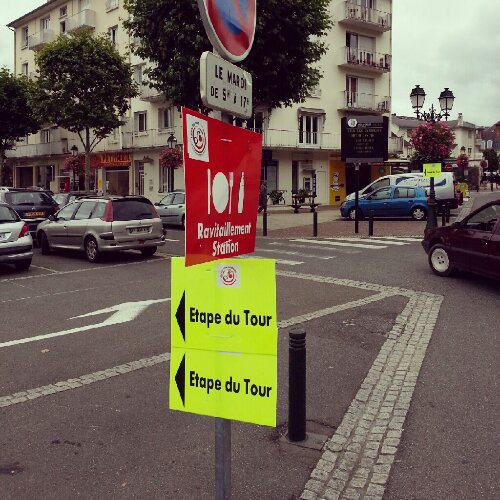 LE MARDI
DE 5H à 17H
Ravitaillement
Station
Etape du Tour
Etape du Tour